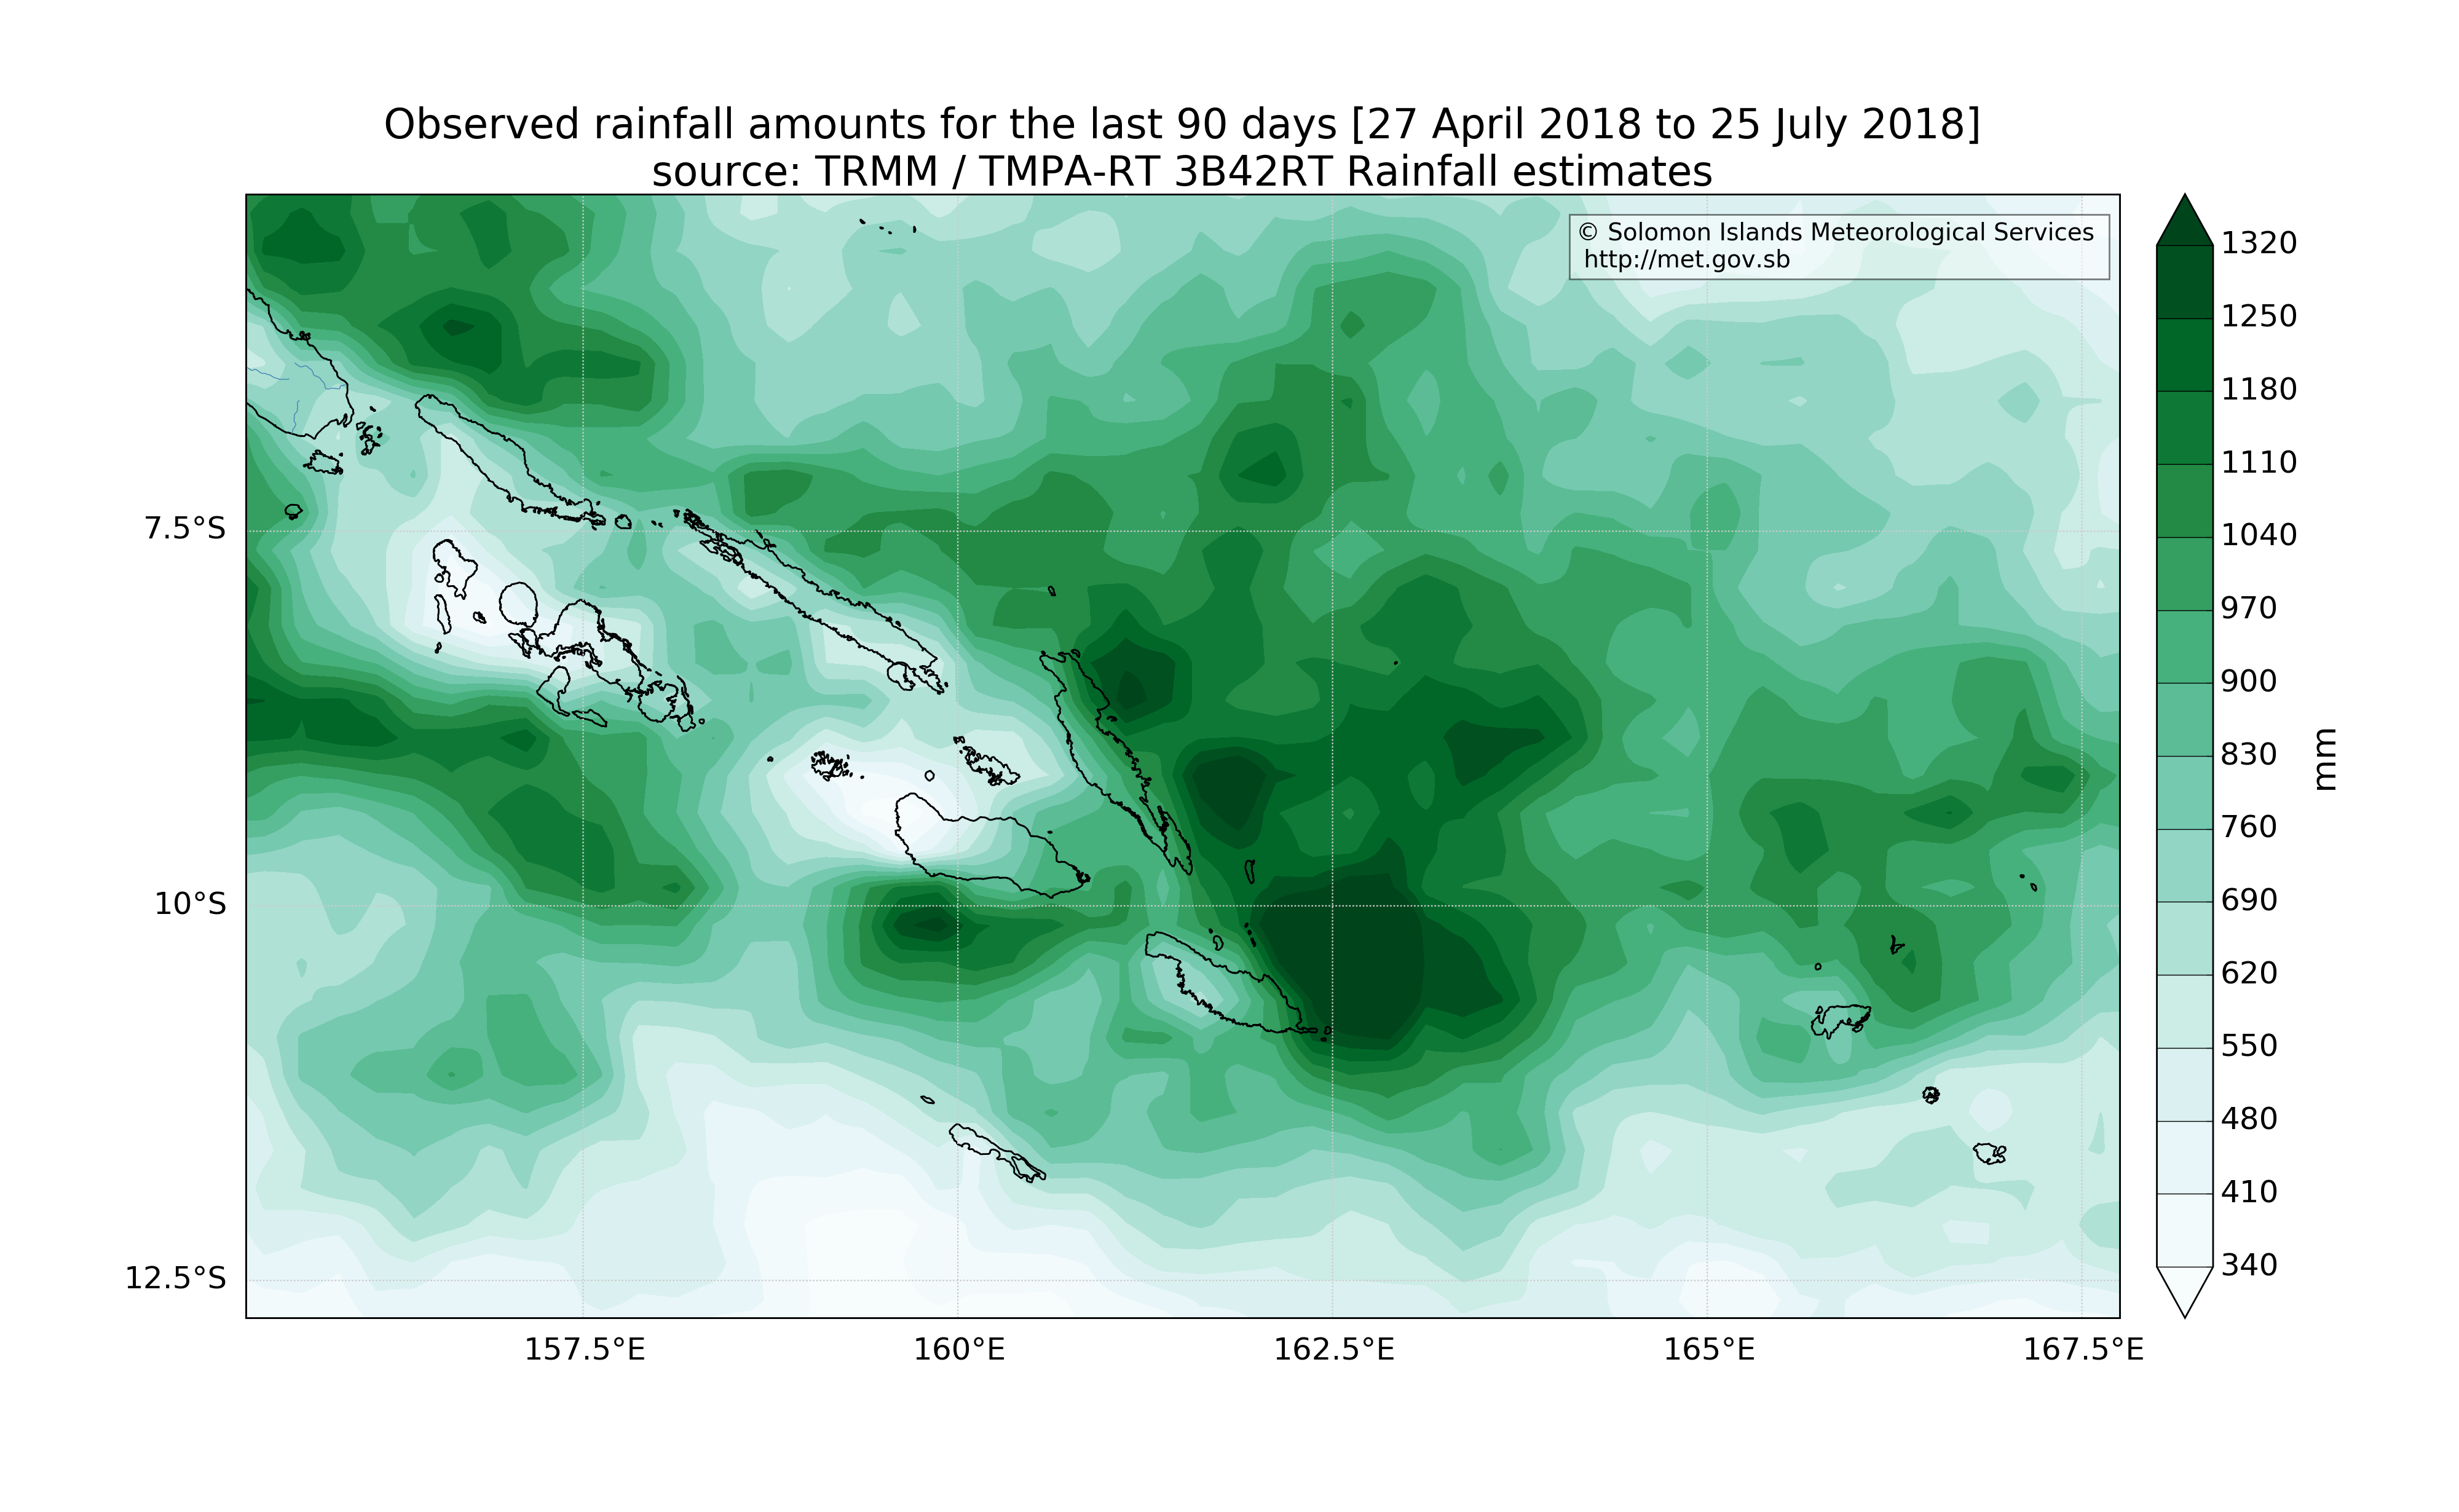 Observed rainfall amounts for the last 90 days [27 April 2018 to 25 July 2018]
source: TRMM / TMPA-RT 3B42RT Rainfall estimates
© Solomon Islands Meteorological Services
http://met.gov.sb
7.5°S
10°S
12.5°S
157.5°E
160°E
162.5°E
165°E
167.5°E
1320
1250
1180
1110
1040
970
900
830
760
690
620
550
480
410
340
mm